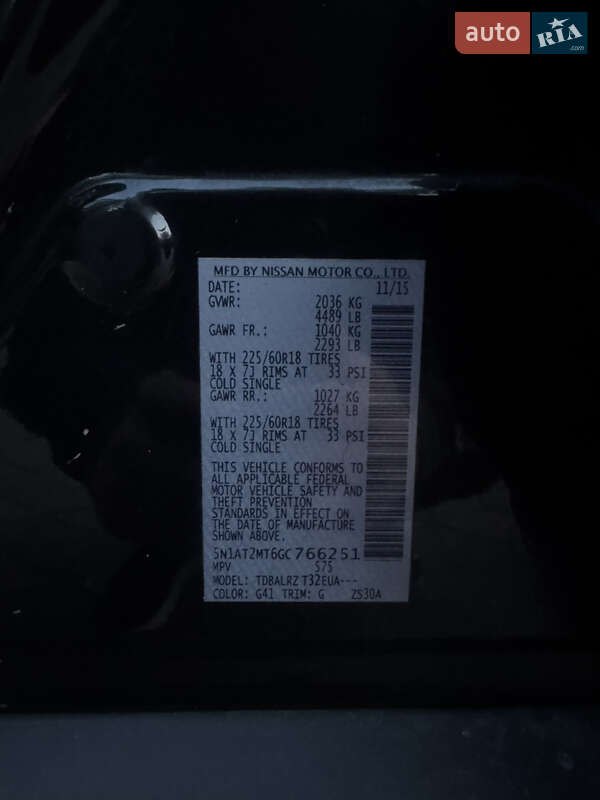 auto RIA
.com
MFD BY NISSAN MOTOR CO., LTD.
DATE: 11/15
GVWR: 2036 KG
4489 LB
GAWR FR.: 1040 KG
2293 LB
WITH 225/60R18 TIRES
18 X 7J RIMS AT 33 PSI
COLD SINGLE
GAWR RR.: 1027 KG
2264 LB
WITH 225/60R18 TIRES
18 X 7J RIMS AT 33 PSI
COLD SINGLE
THIS VEHICLE CONFORMS TO
ALL APPLICABLE FEDERAL
MOTOR VEHICLE SAFETY AND
THEFT PREVENTION
STANDARDS IN EFFECT ON
THE DATE OF MANUFACTURE
SHOWN ABOVE.
5N1AT2MT6GC766251
MPV 575
MODEL: TDBALRZ T32EUA---
COLOR: G41 TRIM: G ZS30A